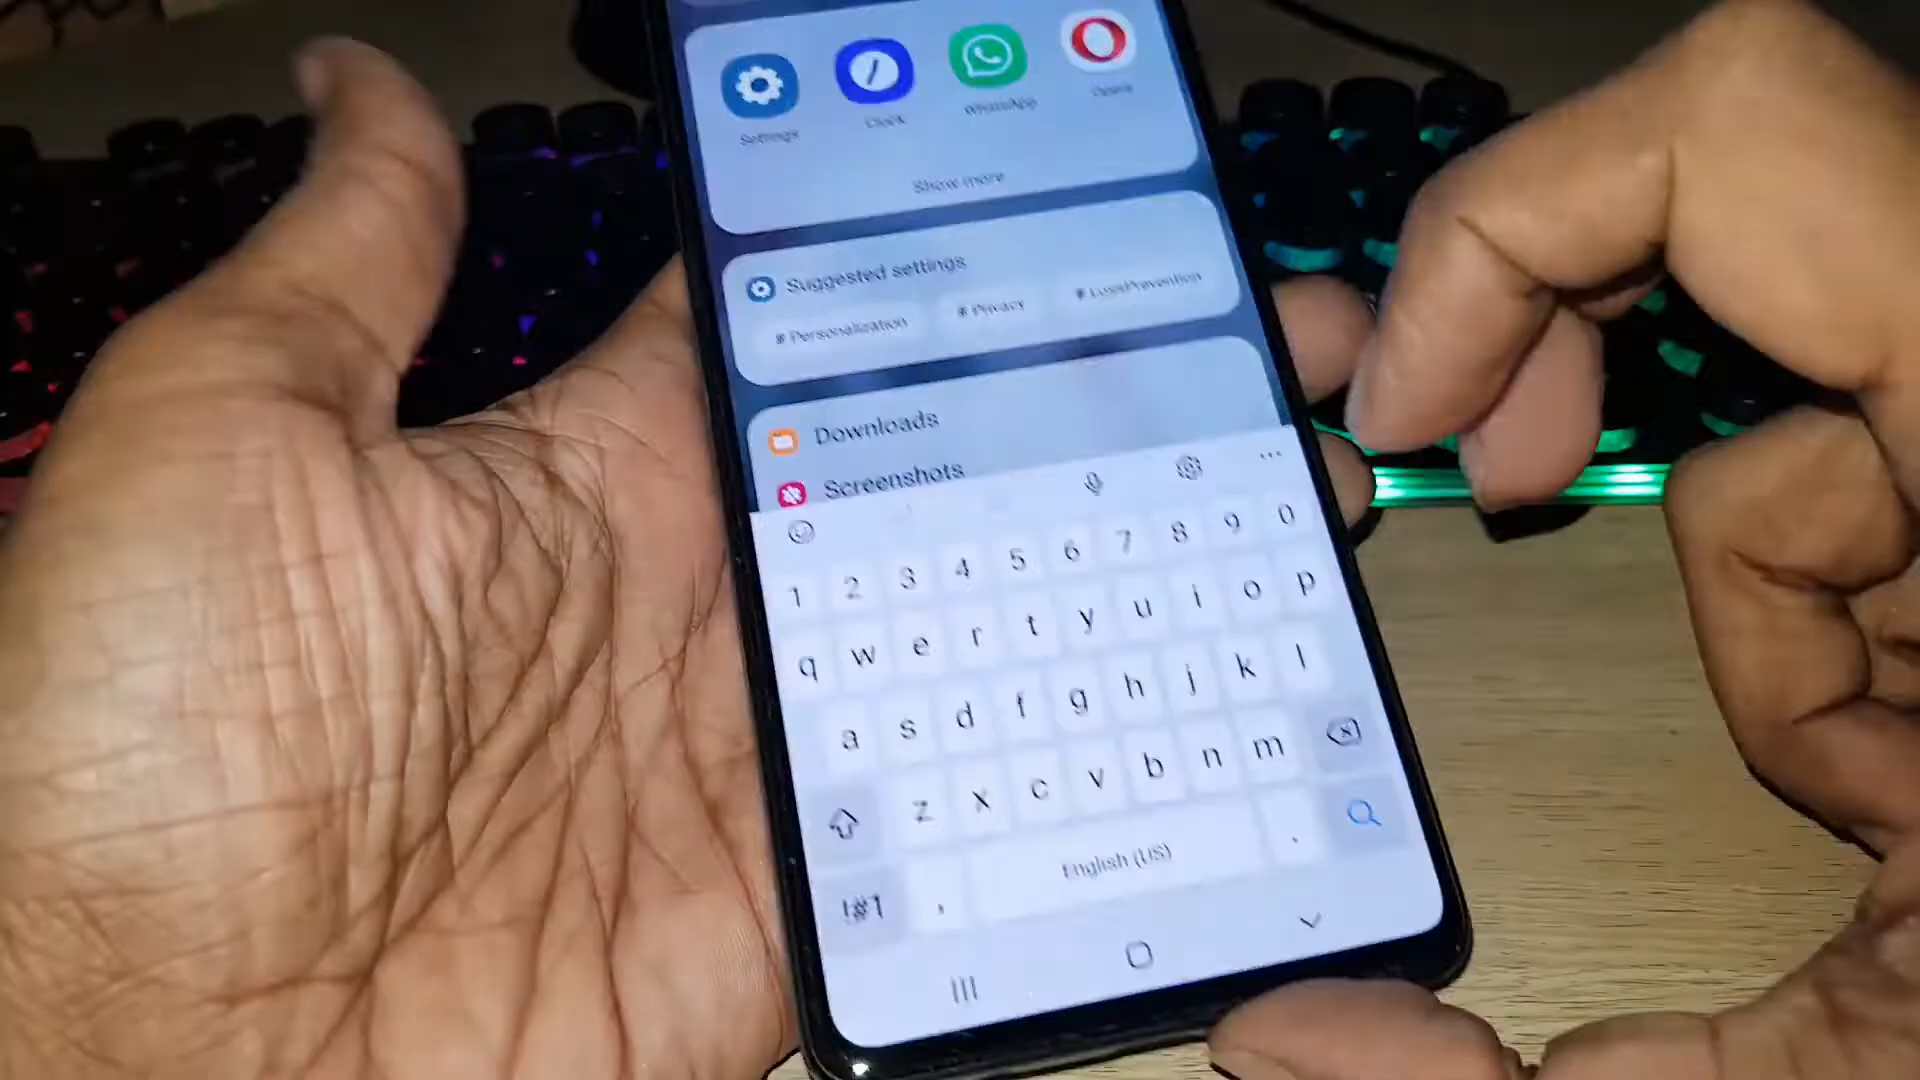 Settings Clock WhatsApp Opera
Show more
Suggested settings
# Personalization # Privacy # LossPrevention
Downloads
Screenshots
1 2 3 4 5 6 7 8 9 0
q w e r t y u i o p
a s d f g h j k l
z x c v b n m
!#1 , English (US) .